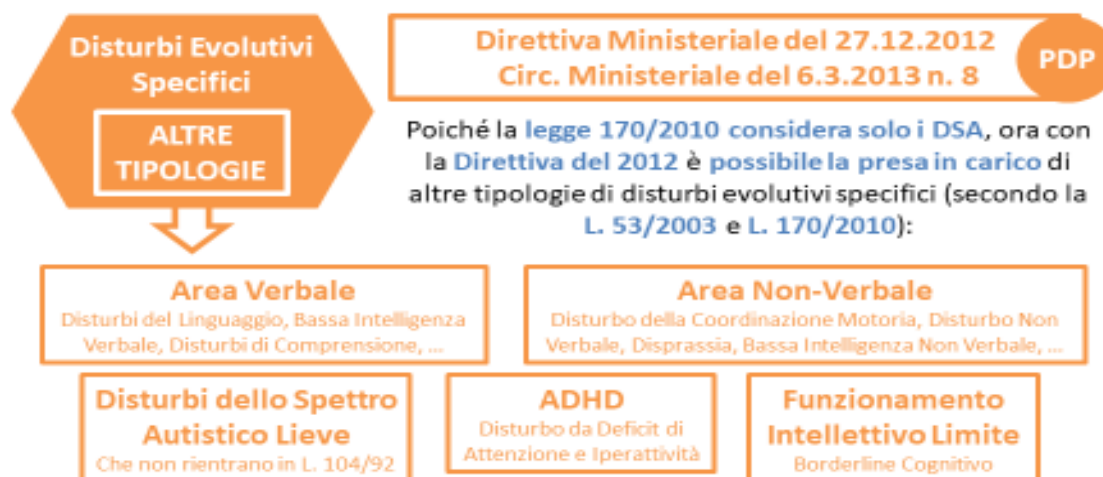 Disturbi Evolutivi
Specifici
ALTRE
TIPOLOGIE
Direttiva Ministeriale del 27.12.2012
Circ. Ministeriale del 6.3.2013 n. 8
PDP
Poiché la legge 170/2010 considera solo i DSA, ora con
la Direttiva del 2012 è possibile la presa in carico di
altre tipologie di disturbi evolutivi specifici (secondo la
L. 53/2003 e L. 170/2010):
Area Verbale
Disturbi del Linguaggio, Bassa Intelligenza
Verbale, Disturbi di Comprensione, ...
Area Non-Verbale
Disturbo della Coordinazione Motoria, Disturbo Non
Verbale, Disprassia, Bassa Intelligenza Non Verbale, ...
Disturbi dello Spettro
Autistico Lieve
Che non rientrano in L. 104/92
ADHD
Disturbo da Deficit di
Attenzione e Iperattività
Funzionamento
Intellettivo Limite
Borderline Cognitivo